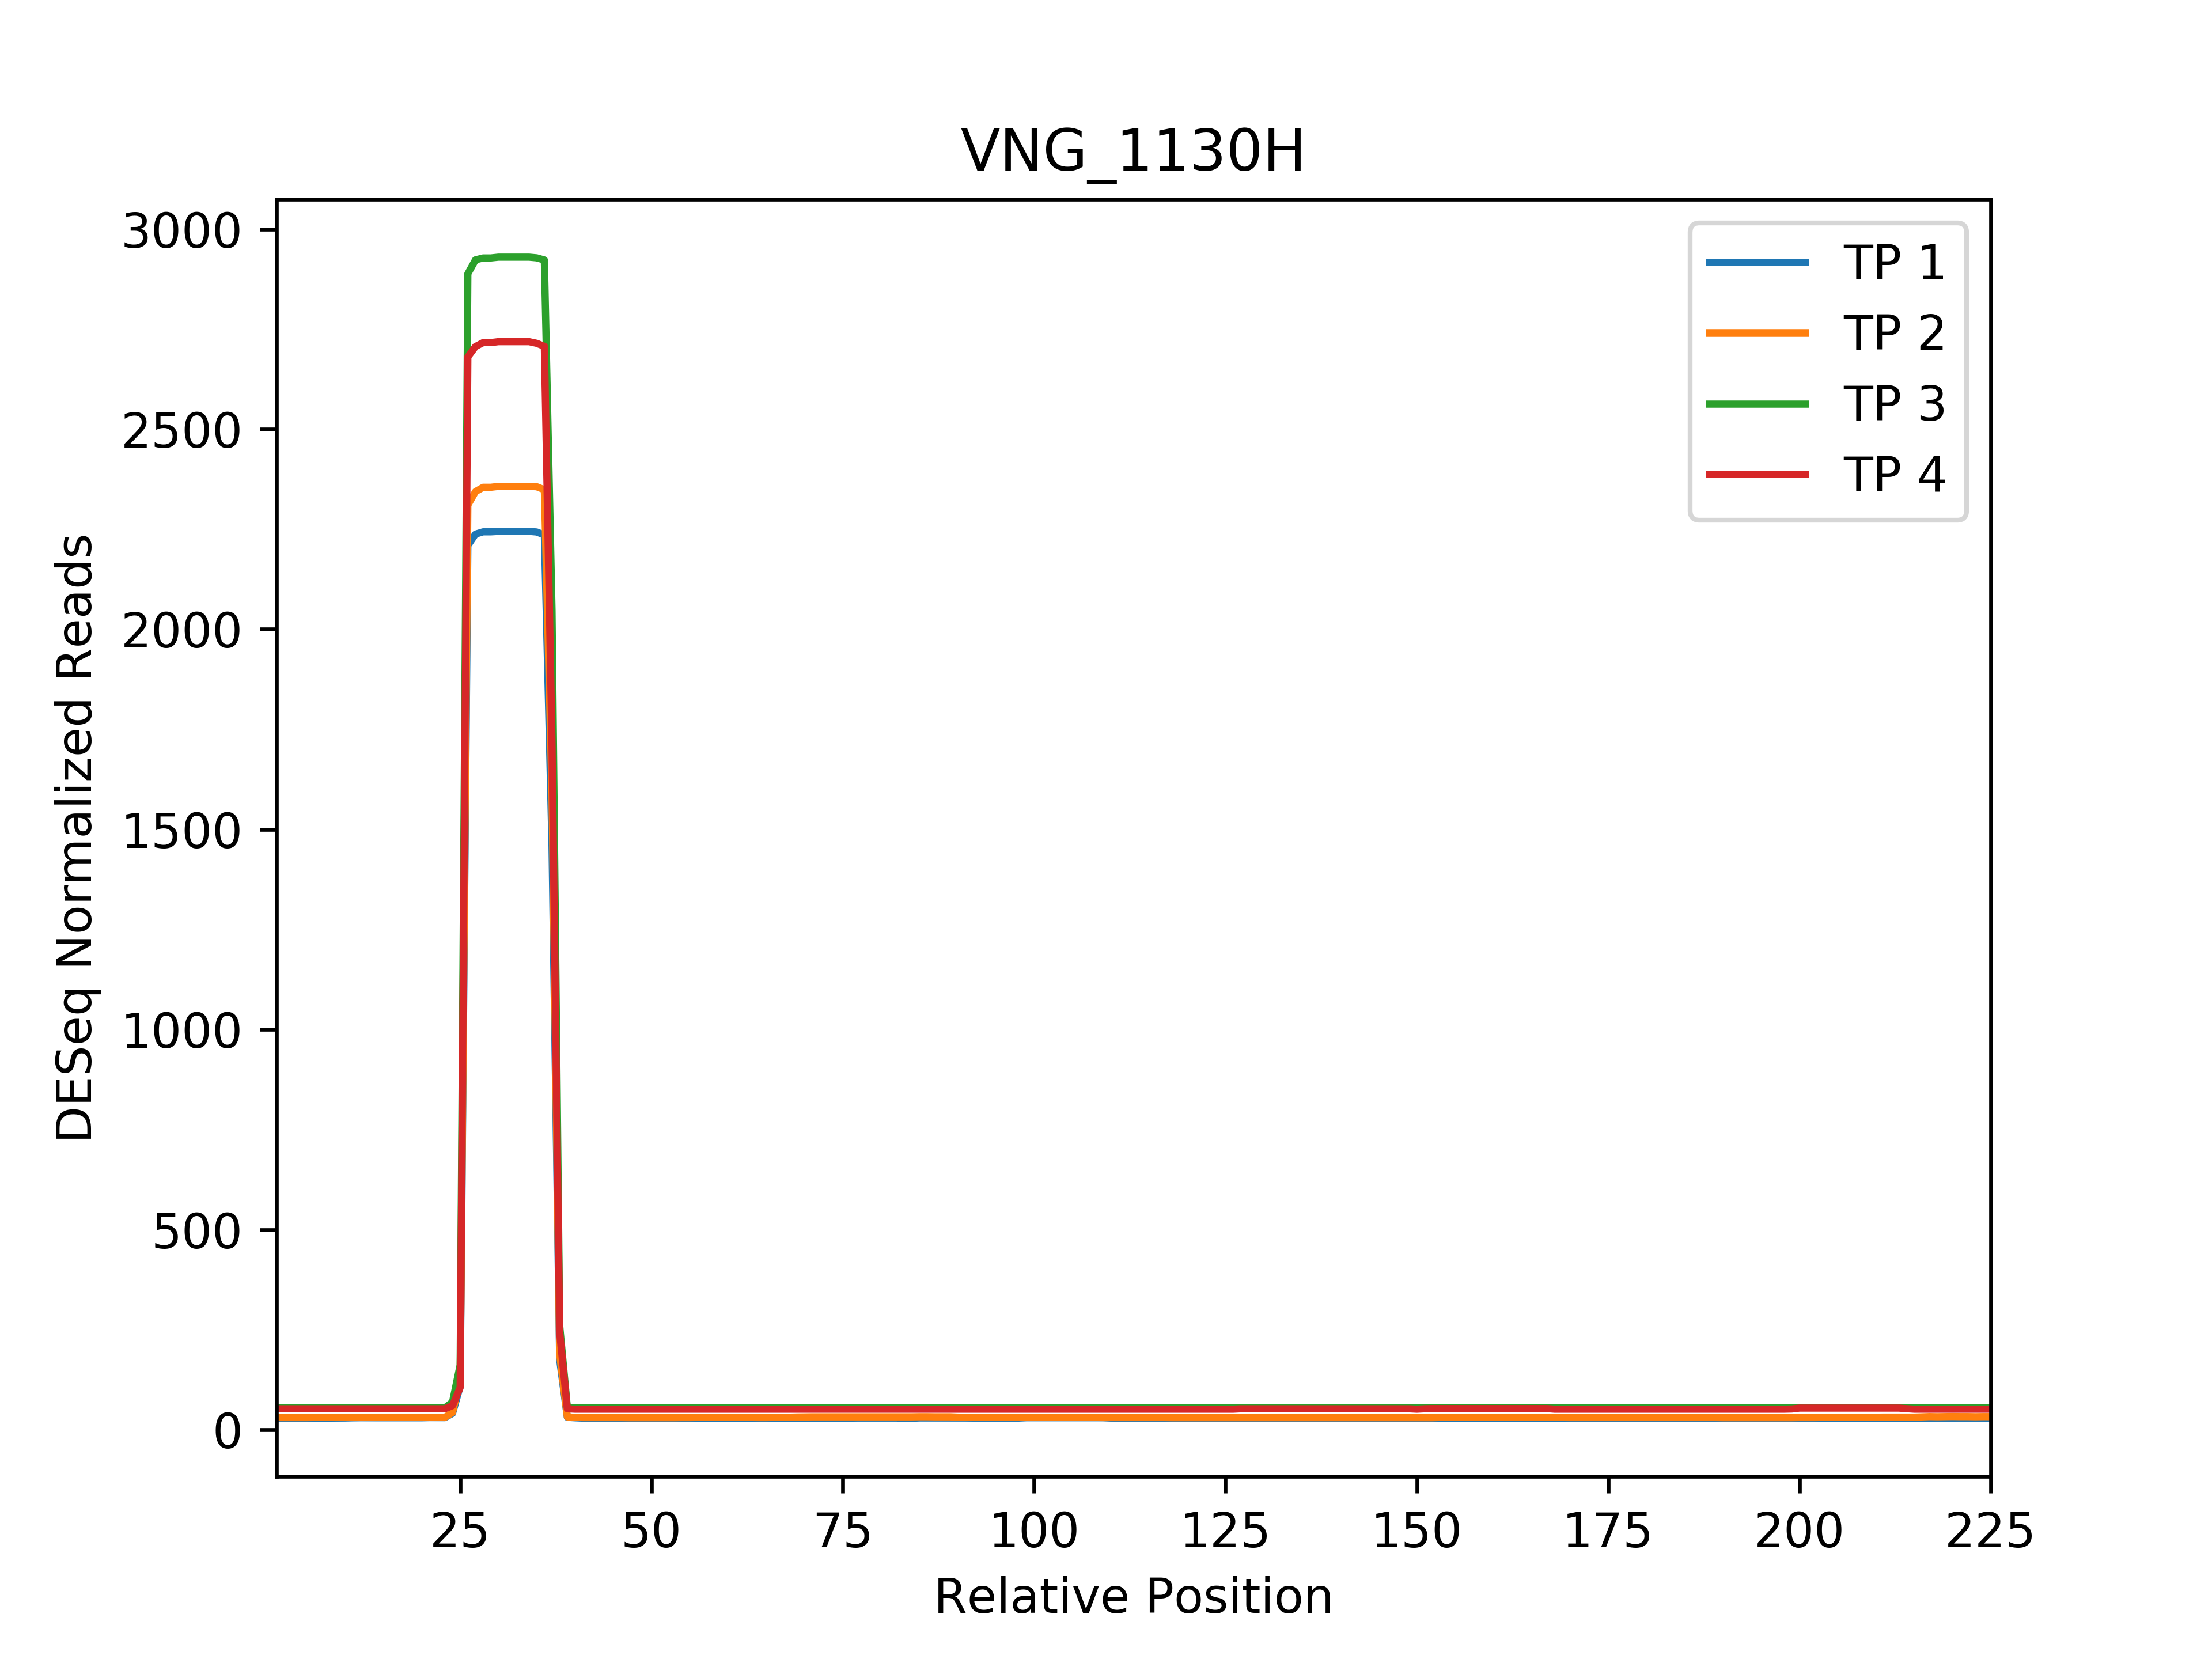 VNG_1130H
3000
2500
2000
1500
1000
500
0
DESeq Normalized Reads
TP 1
TP 2
TP 3
TP 4
25 50 75 100 125 150 175 200 225
Relative Position